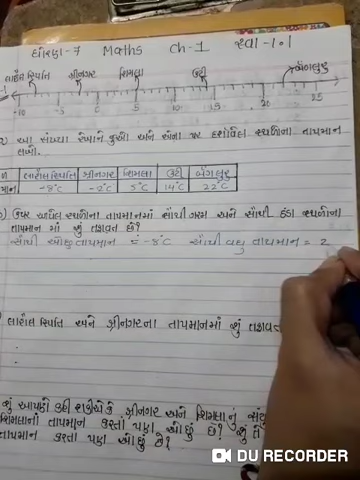 ધોરણ-7 Maths Ch-1 સ્વા-1.1
લાહૌલ સ્પિતિ શ્રીનગર શિમલા ઊટી બેંગલુરુ
-10 -5 0 5 10 15 20 25
આ સંખ્યા રેખાને જુઓ અને તેના પર દર્શાવેલ સ્થળોના તાપમાન લખો.
લાહૌલ સ્પિતિ શ્રીનગર શિમલા ઊટી બેંગલુરુ
-8°C -2°C 5°C 14°C 22°C
ઉપર આપેલ સ્થળોના તાપમાનમાં સૌથી ગરમ અને સૌથી ઠંડા સ્થળોના
તાપમાન માં શું તફાવત છે?
સૌથી ઓછુ તાપમાન = -8°C સૌથી વધુ તાપમાન = 2
લાહૌલ સ્પિતિ અને શ્રીનગરના તાપમાનમાં શું તફાવત
શું આપણે કહી શકીએ કે શ્રીનગર અને શિમલાનું
શિમલાના તાપમાન કરતાં પણ ઓછું છે? શું તે
તાપમાન કરતા પણ ઓછું છે?
DU RECORDER